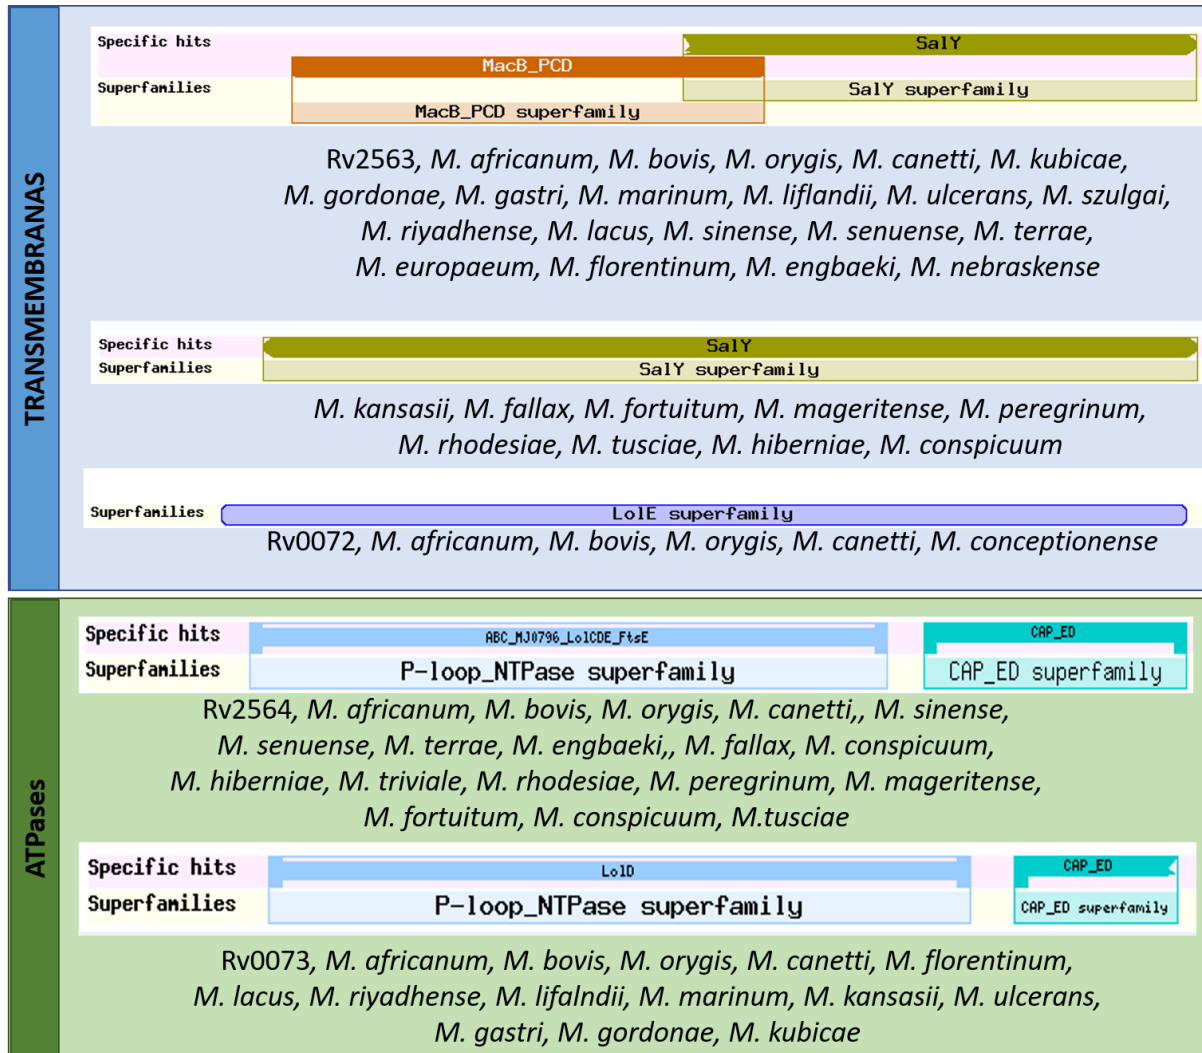 TRANSMEMBRANAS
Specific hits
SalY
MacB_PCD
Superfamilies
SalY superfamily
MacB_PCD superfamily
Rv2563, M. africanum, M. bovis, M. orygis, M. canetti, M. kubicae,
M. gordonae, M. gastri, M. marinum, M. liflandii, M. ulcerans, M. szulgai,
M. riyadhense, M. lacus, M. sinense, M. senuense, M. terrae,
M. europaeum, M. florentinum, M. engbaeki, M. nebraskense
Specific hits
SalY
Superfamilies
SalY superfamily
M. kansasii, M. fallax, M. fortuitum, M. mageritense, M. peregrinum,
M. rhodesiae, M. tusciae, M. hiberniae, M. conspicuum
Superfamilies
LolE superfamily
Rv0072, M. africanum, M. bovis, M. orygis, M. canetti, M. conceptionense
ATPases
Specific hits
ABC_MJ0796_LolCDE_FtsE
CAP_ED
Superfamilies
P-loop_NTPase superfamily
CAP_ED superfamily
Rv2564, M. africanum, M. bovis, M. orygis, M. canetti,, M. sinense,
M. senuense, M. terrae, M. engbaeki,, M. fallax, M. conspicuum,
M. hiberniae, M. triviale, M. rhodesiae, M. peregrinum, M. mageritense,
M. fortuitum, M. conspicuum, M.tusciae
Specific hits
LolD
CAP_ED
Superfamilies
P-loop_NTPase superfamily
CAP_ED superfamily
Rv0073, M. africanum, M. bovis, M. orygis, M. canetti, M. florentinum,
M. lacus, M. riyadhense, M. lifalndii, M. marinum, M. kansasii, M. ulcerans,
M. gastri, M. gordonae, M. kubicae